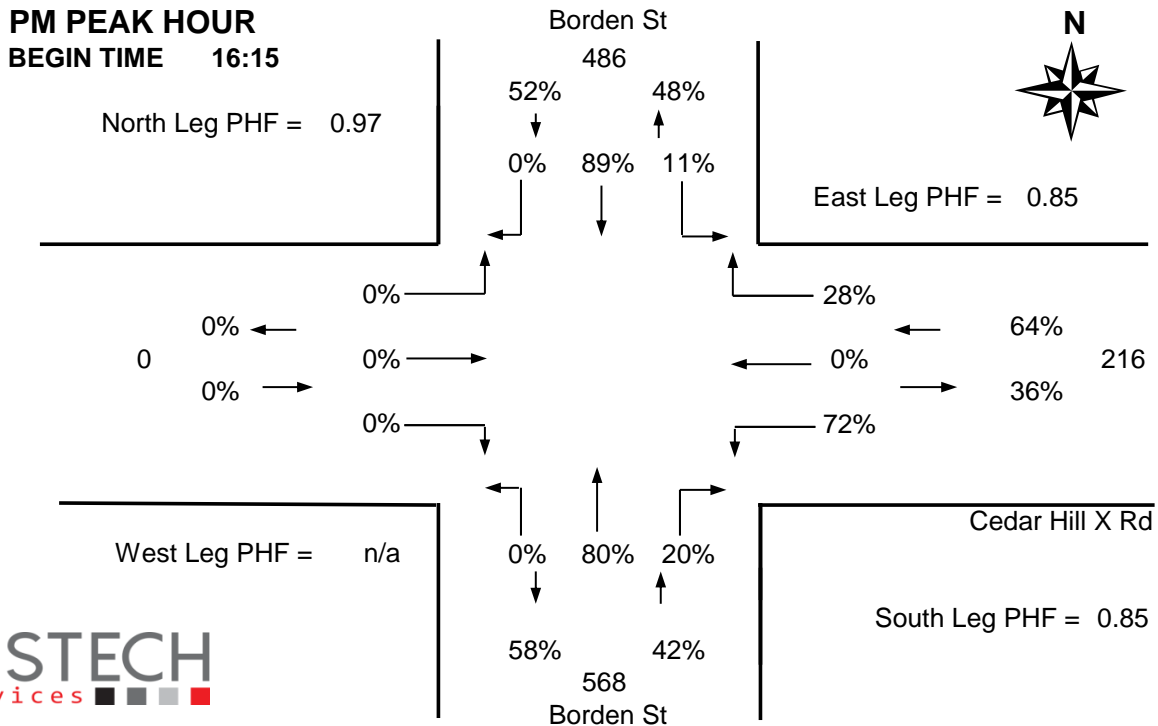 PM PEAK HOUR
BEGIN TIME 16:15
Borden St
486
N
52% 48%
North Leg PHF = 0.97
0% 89% 11%
East Leg PHF = 0.85
0% 28%
0% 64%
0 0% 0% 216
0% 36%
0% 72%
Cedar Hill X Rd
West Leg PHF = n/a
0% 80% 20%
South Leg PHF = 0.85
58% 42%
568
Borden St
STECH
vices